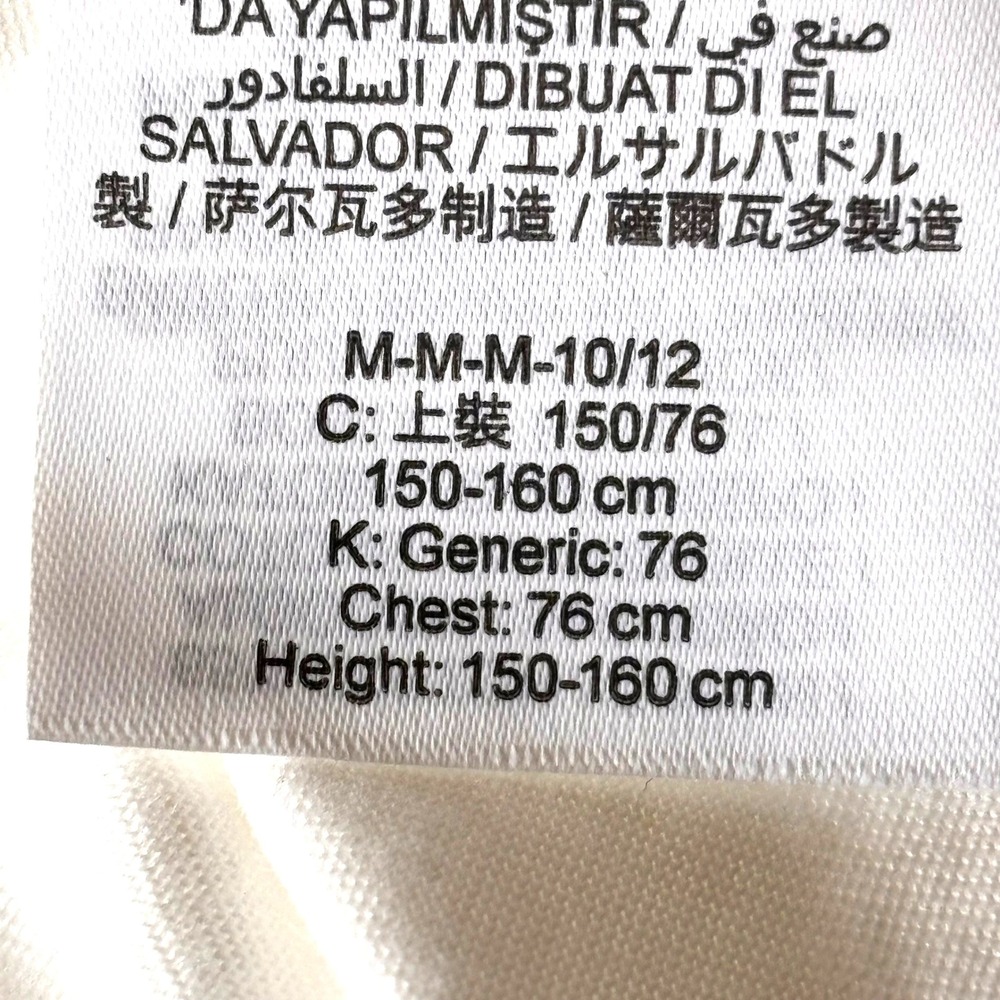 'DA YAPILMIŞTIR / صنع في
السلفادور / DIBUAT DI EL
SALVADOR / エルサルバドル
製 / 萨尔瓦多制造 / 薩爾瓦多製造
M-M-M-10/12
C: 上裝 150/76
150-160 cm
K: Generic: 76
Chest: 76 cm
Height: 150-160 cm